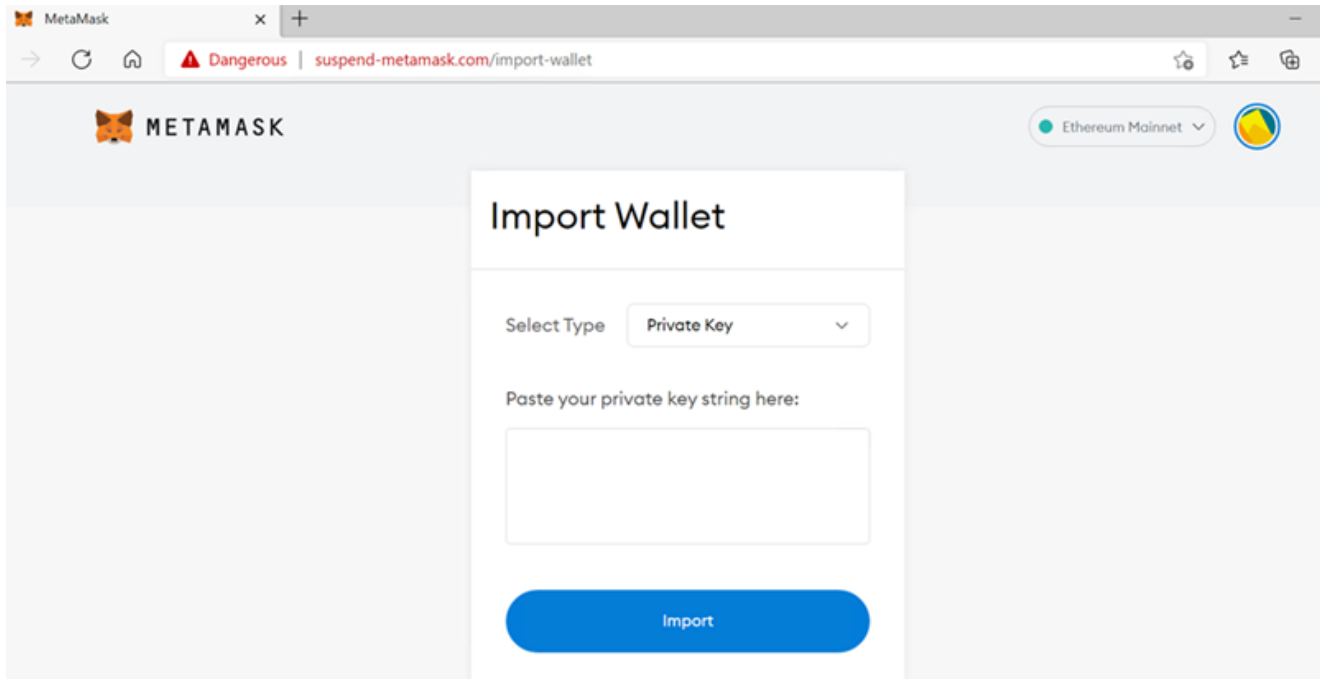 MetaMask
Dangerous | suspend-metamask.com/import-wallet
METAMASK
Ethereum Mainnet
Import Wallet
Select Type Private Key
Paste your private key string here:
Import